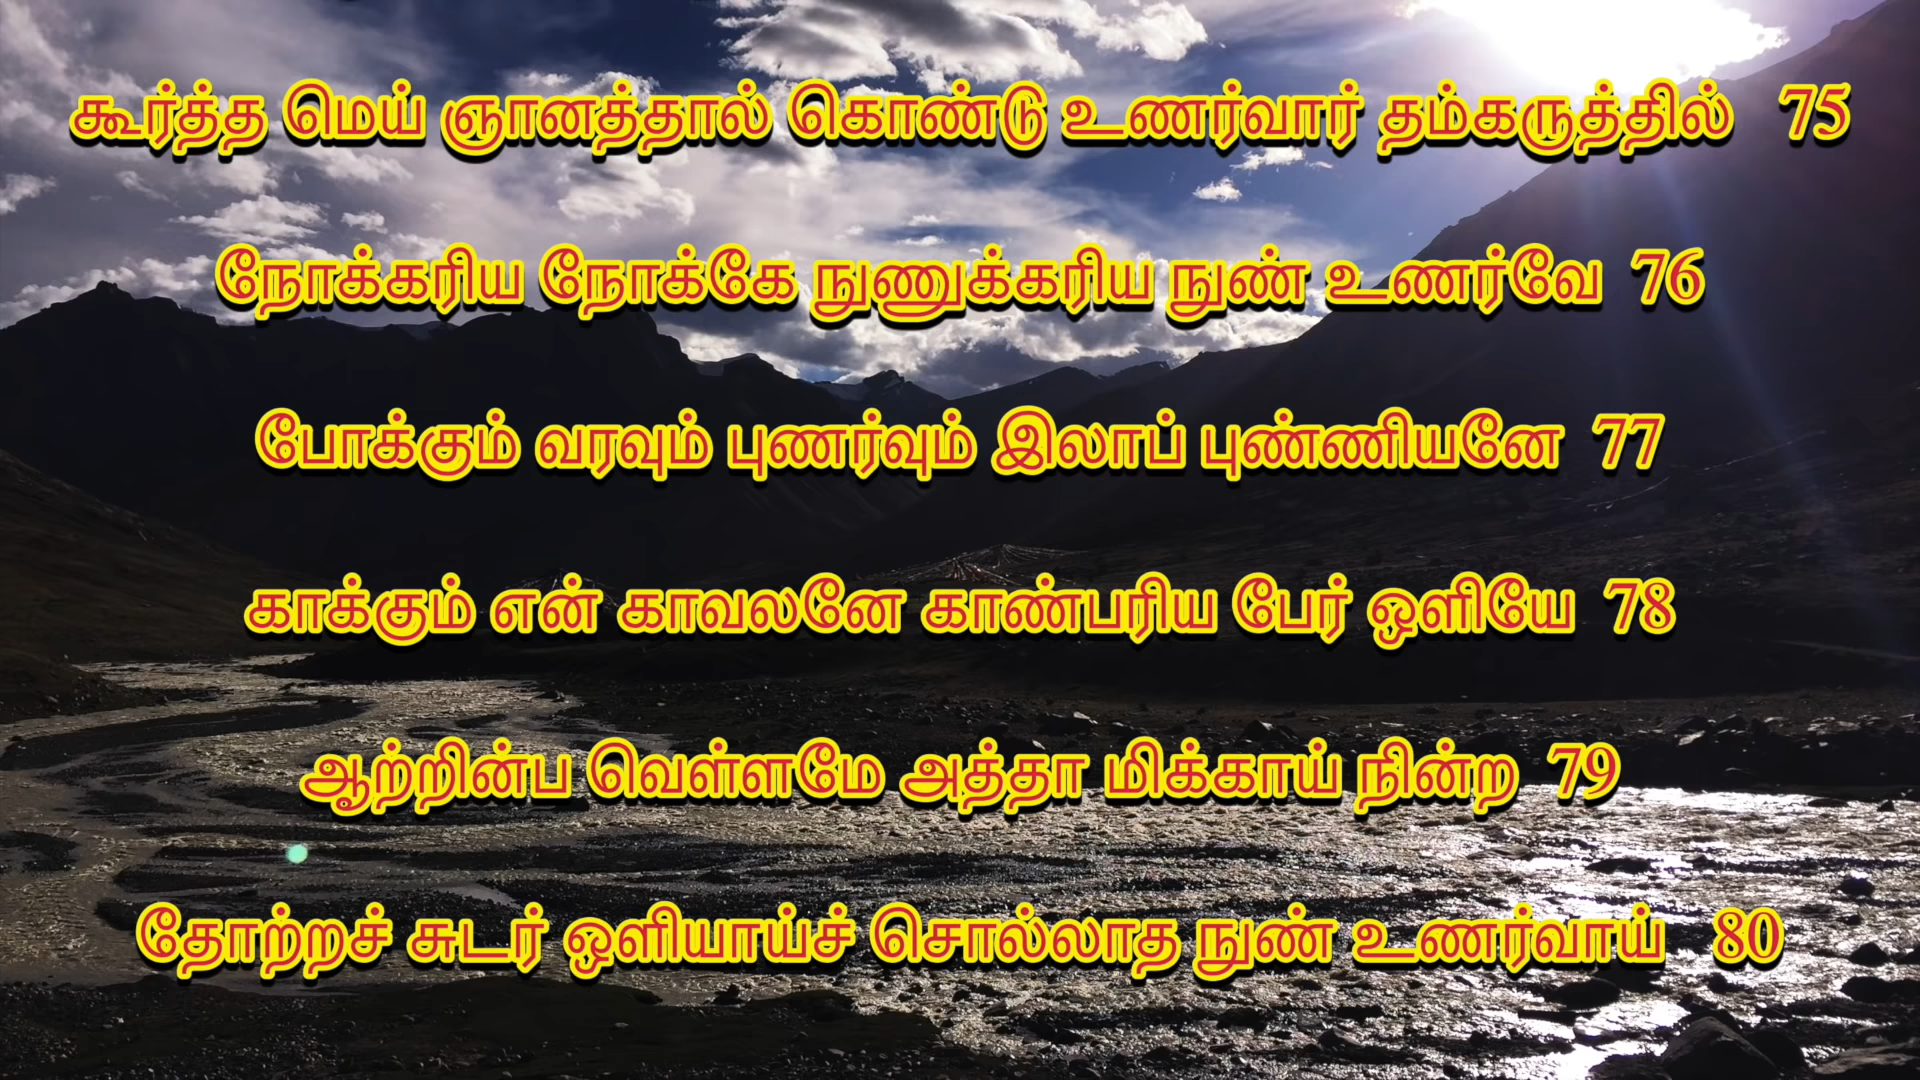 கூர்த்த மெய் ஞானத்தால் கொண்டு உணர்வார் தம்கருத்தில் 75
நோக்கரிய நோக்கே நுணுக்கரிய நுண் உணர்வே 76
போக்கும் வரவும் புணர்வும் இலாப் புண்ணியனே 77
காக்கும் என் காவலனே காண்பரிய பேர் ஒளியே 78
ஆற்றின்ப வெள்ளமே அத்தா மிக்காய் நின்ற 79
தோற்றச் சுடர் ஒளியாய்ச் சொல்லாத நுண் உணர்வாய் 80